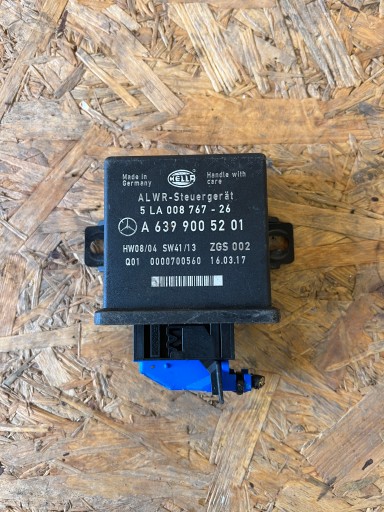 Made in
Germany
HELLA
Handle with
care
ALWR-Steuergerät
5 LA 008 767 - 26
A 639 900 52 01
HW08/04 SW41/13 ZGS 002
Q01 0000700560 16.03.17